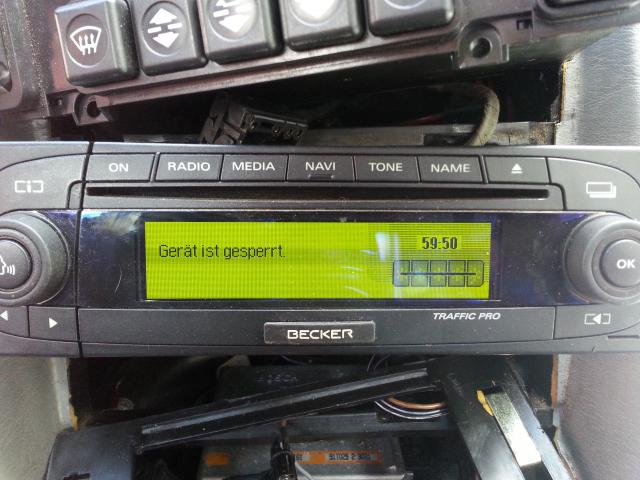 ON RADIO MEDIA NAVI TONE NAME
Gerät ist gesperrt.
59:50
OK
TRAFFIC PRO
BECKER